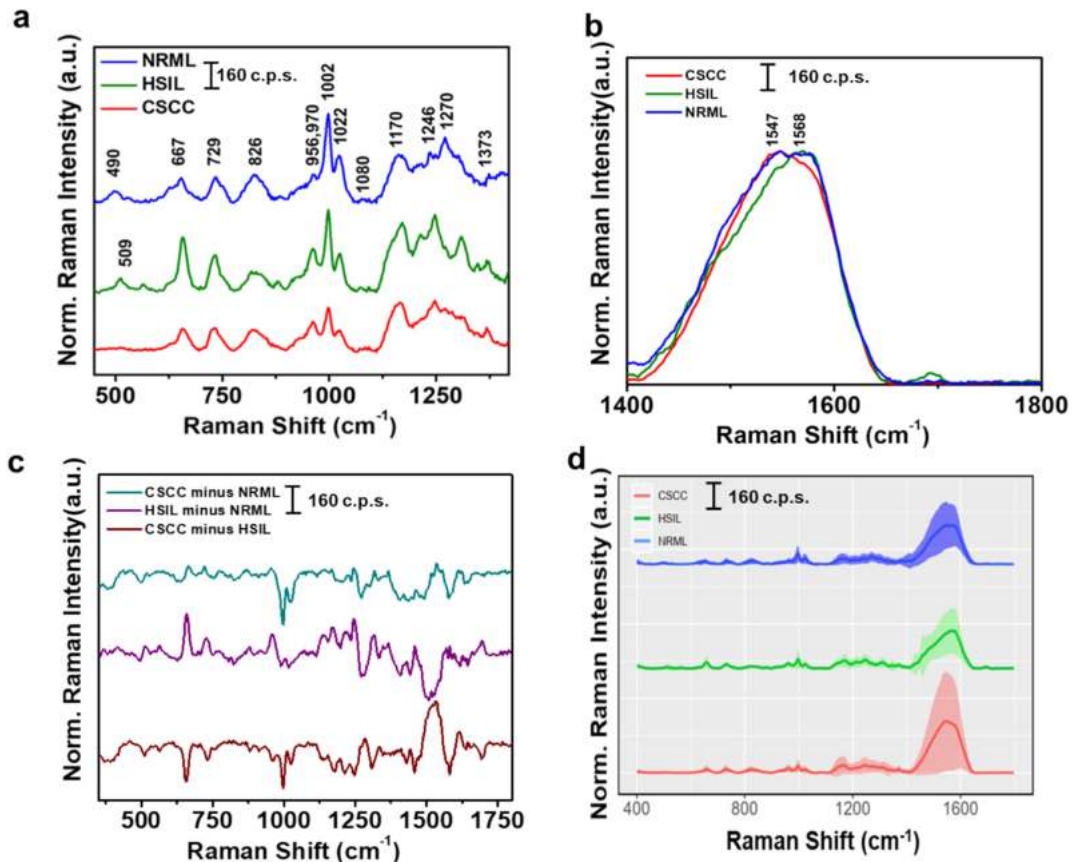 a
NRML
HSIL
CSCC
160 c.p.s.
490
509
667
729
826
956,970
1002
1022
1080
1170
1246
1270
1373
Norm. Raman Intensity (a.u.)
500 750 1000 1250
Raman Shift (cm-1)
b
CSCC
HSIL
NRML
160 c.p.s.
1547
1568
Norm. Raman Intensity(a.u.)
1400 1600 1800
Raman Shift (cm-1)
c
CSCC minus NRML
HSIL minus NRML
CSCC minus HSIL
160 c.p.s.
Norm. Raman Intensity(a.u.)
500 750 1000 1250 1500 1750
Raman Shift (cm-1)
d
CSCC
HSIL
NRML
160 c.p.s.
Norm. Raman Intensity (a.u.)
400 800 1200 1600
Raman Shift (cm-1)